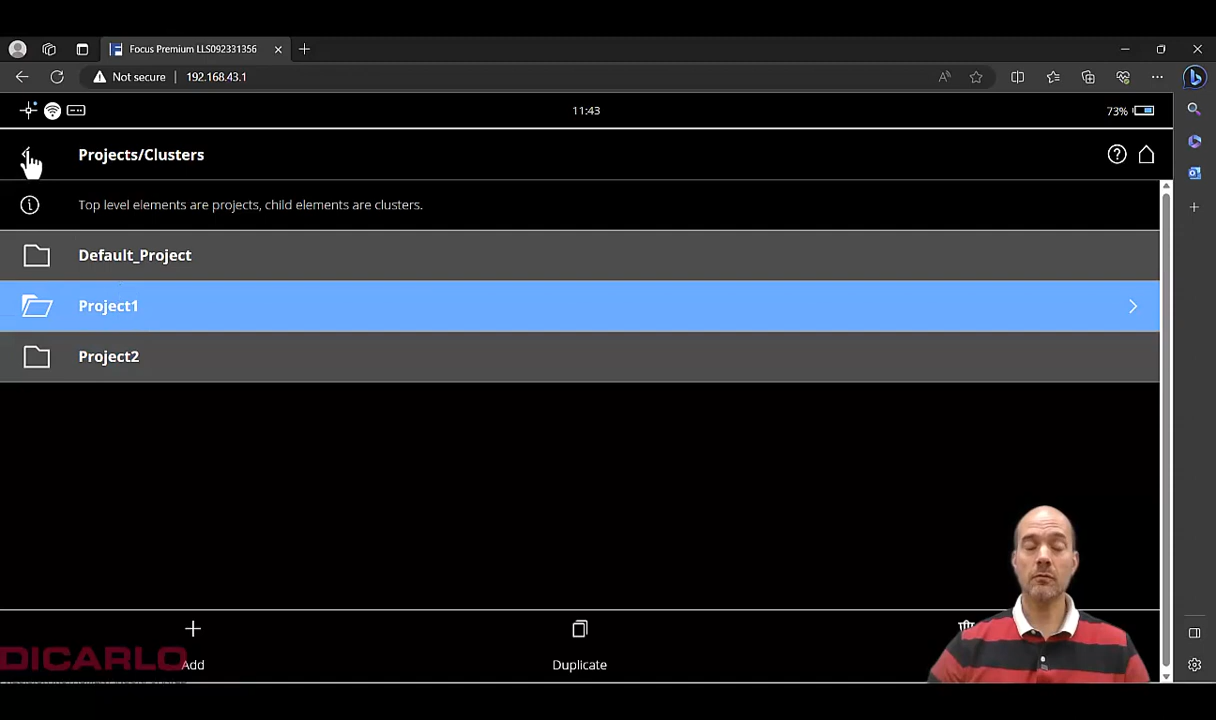 Focus Premium LLS092331356
Not secure
192.168.43.1
11:43
73%
Projects/Clusters
Top level elements are projects, child elements are clusters.
Default_Project
Project1
Project2
DICARLO
Add
Duplicate